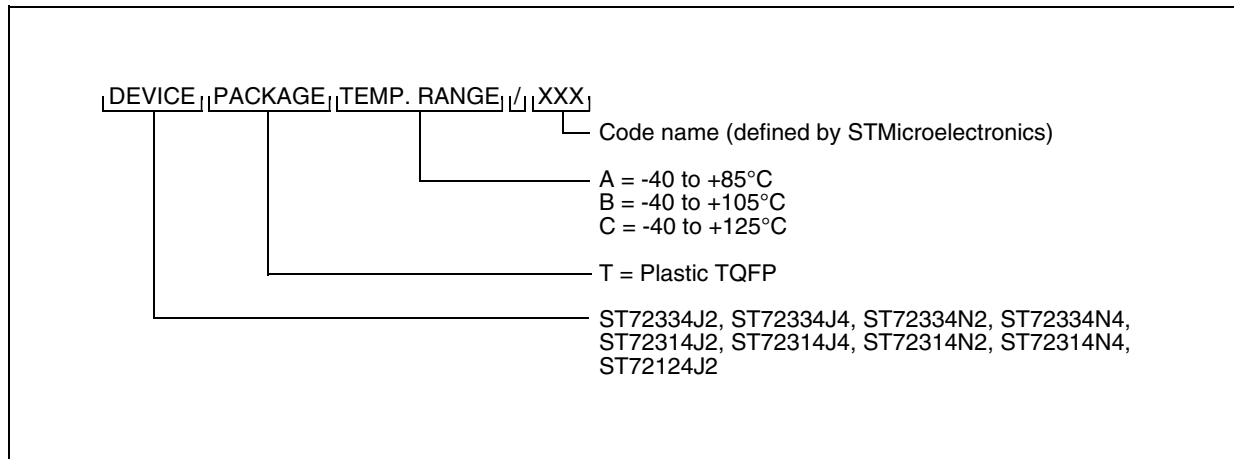 DEVICE PACKAGE TEMP. RANGE / XXX
Code name (defined by STMicroelectronics)
A = -40 to +85°C
B = -40 to +105°C
C = -40 to +125°C
T = Plastic TQFP
ST72334J2, ST72334J4, ST72334N2, ST72334N4,
ST72314J2, ST72314J4, ST72314N2, ST72314N4,
ST72124J2